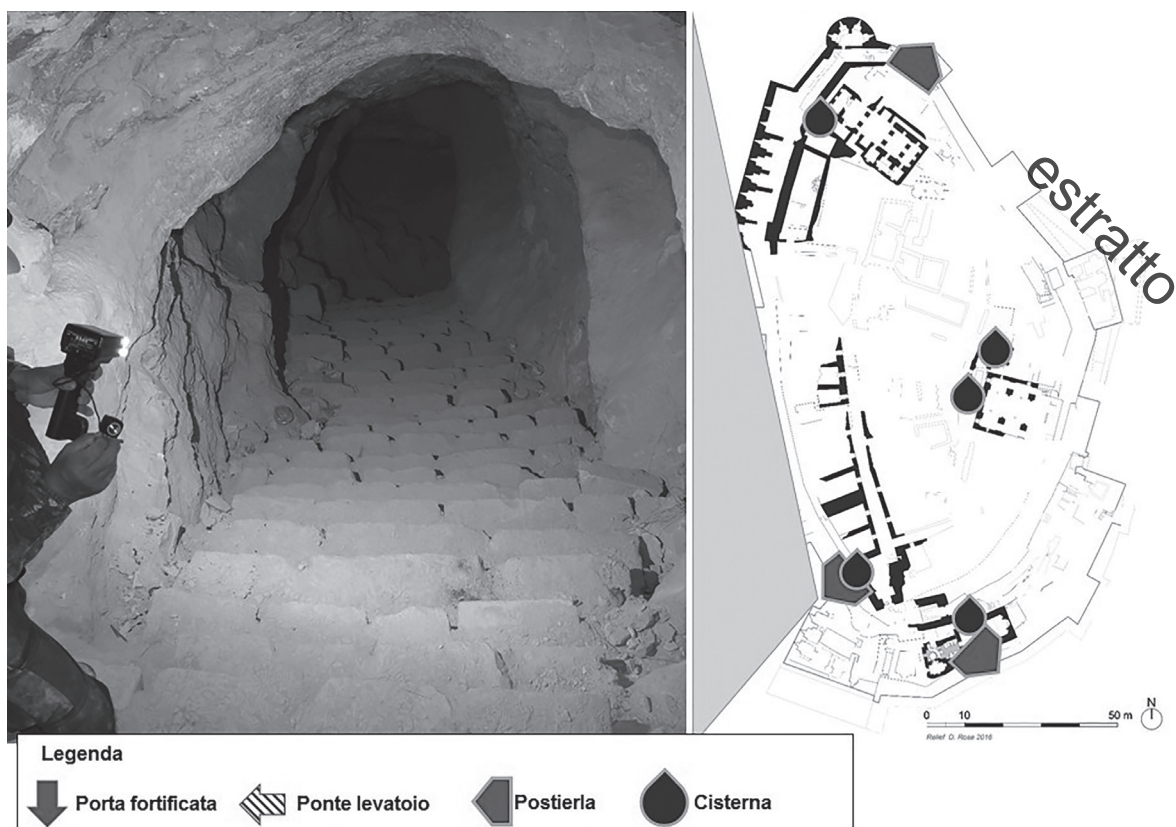 estratto
N
0 10 50 m
Relief D. Rose 2016
Legenda
Porta fortificata
Ponte levatoio
Postierla
Cisterna